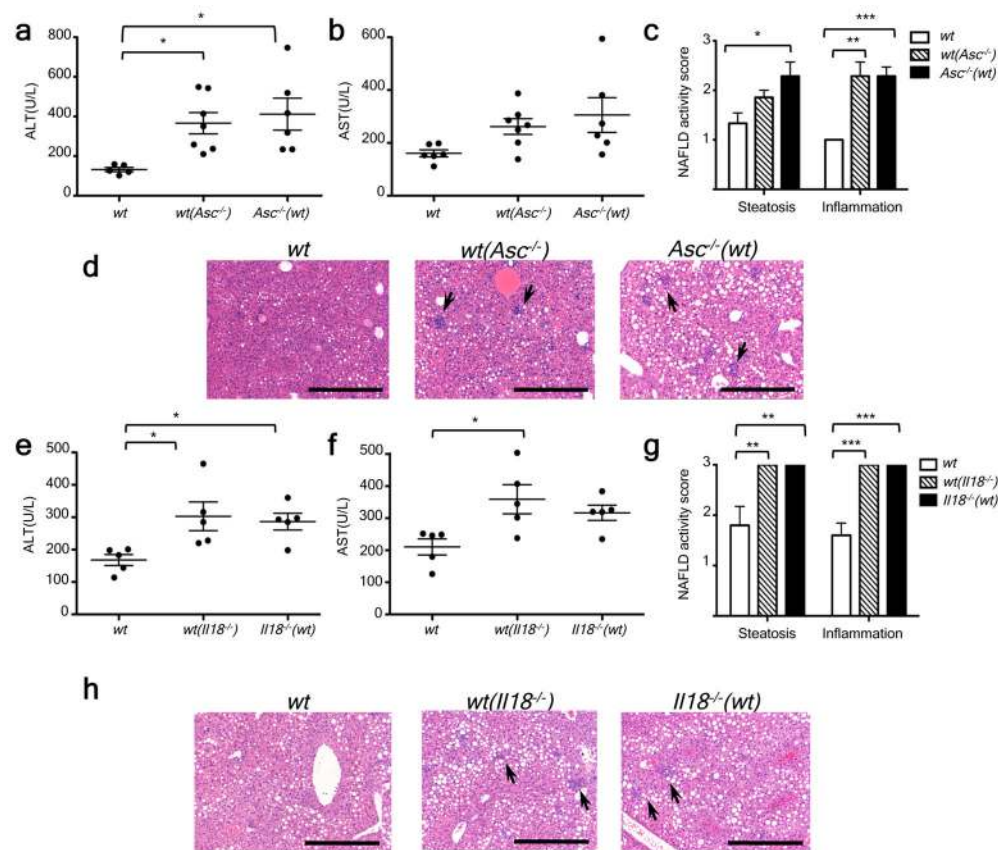 a
*
*
ALT(U/L)
800
600
400
200
0
wt
wt(Asc-/-)
Asc-/-(wt)
b
AST(U/L)
600
400
200
0
wt
wt(Asc-/-)
Asc-/-(wt)
c
*
***
**
wt
wt(Asc-/-)
Asc-/-(wt)
NAFLD activity score
3
2
1
Steatosis
Inflammation
d
wt
wt(Asc-/-)
Asc-/-(wt)
e
*
*
ALT(U/L)
500
400
300
200
100
0
wt
wt(Il18-/-)
Il18-/-(wt)
f
*
AST(U/L)
600
500
400
300
200
100
0
wt
wt(Il18-/-)
Il18-/-(wt)
g
**
**
***
***
wt
wt(Il18-/-)
Il18-/-(wt)
NAFLD activity score
3
2
1
Steatosis
Inflammation
h
wt
wt(Il18-/-)
Il18-/-(wt)